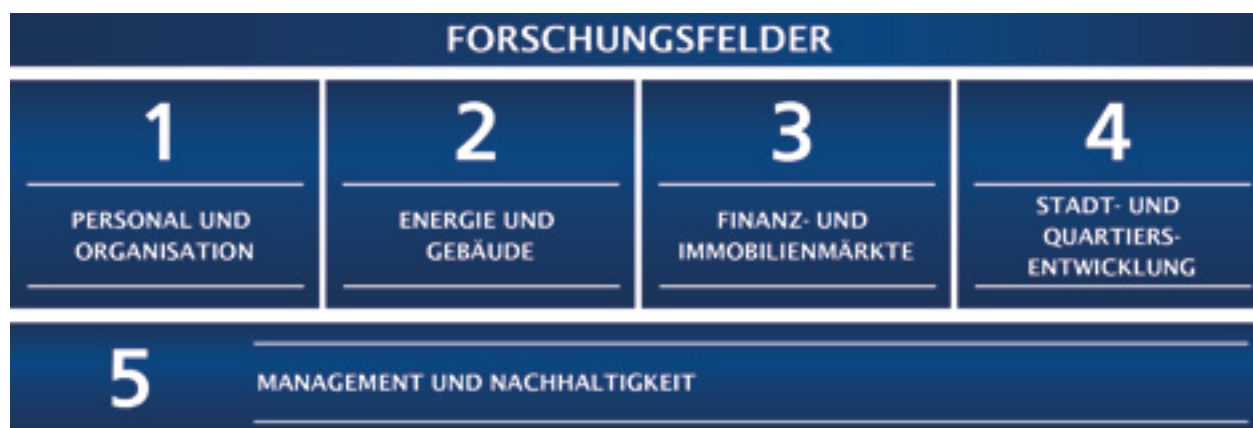 FORSCHUNGSFELDER
1
PERSONAL UND
ORGANISATION
2
ENERGIE UND
GEBÄUDE
3
FINANZ- UND
IMMOBILIENMÄRKTE
4
STADT- UND
QUARTIERS-
ENTWICKLUNG
5
MANAGEMENT UND NACHHALTIGKEIT